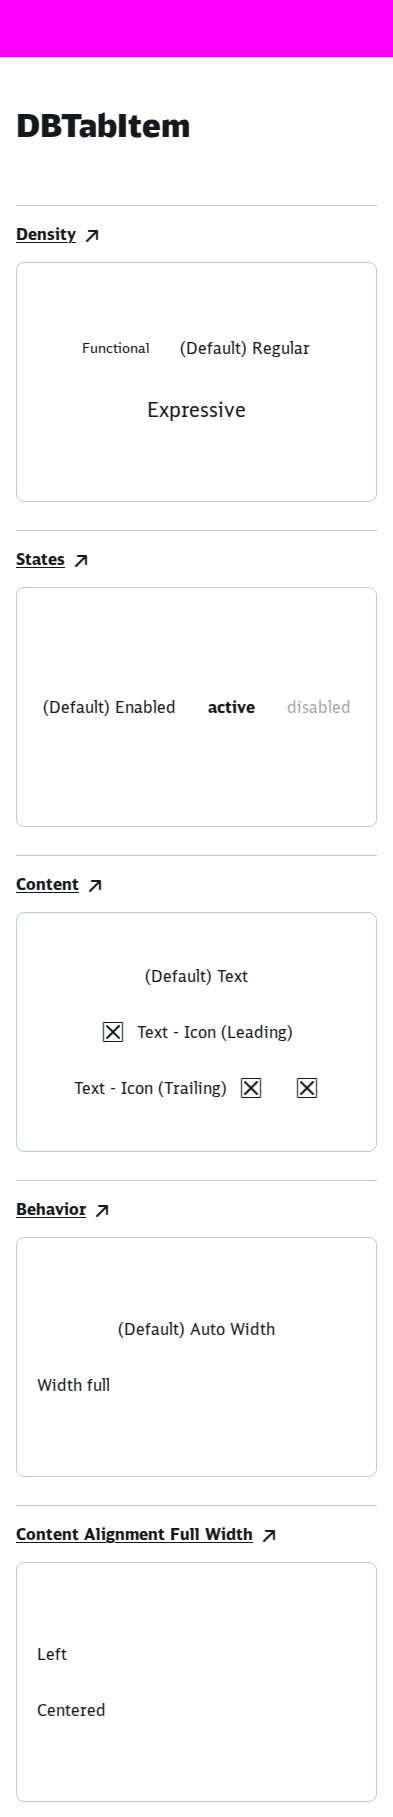 DBTabItem
Density
Functional (Default) Regular
Expressive
States
(Default) Enabled active disabled
Content
(Default) Text
Text - Icon (Leading)
Text - Icon (Trailing)
Behavior
(Default) Auto Width
Width full
Content Alignment Full Width
Left
Centered